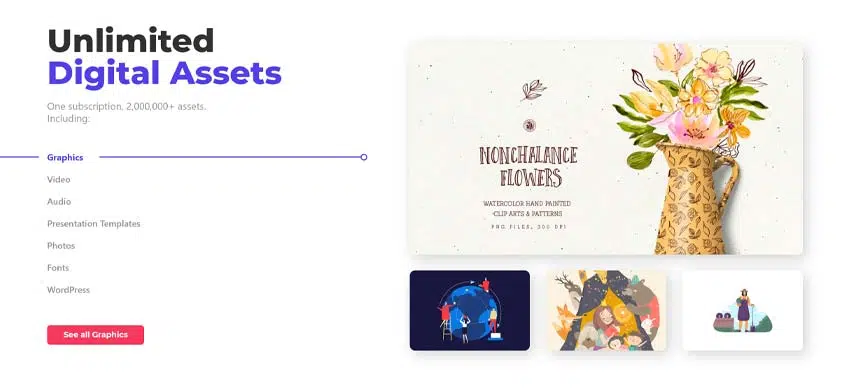 Unlimited
Digital Assets
One subscription, 2,000,000+ assets.
Including:
Graphics
Video
Audio
Presentation Templates
Photos
Fonts
WordPress
See all Graphics
NONCHALANCE
FLOWERS
WATERCOLOR HAND PAINTED
CLIP ARTS & PATTERNS
PNG FILES, 300 DPI